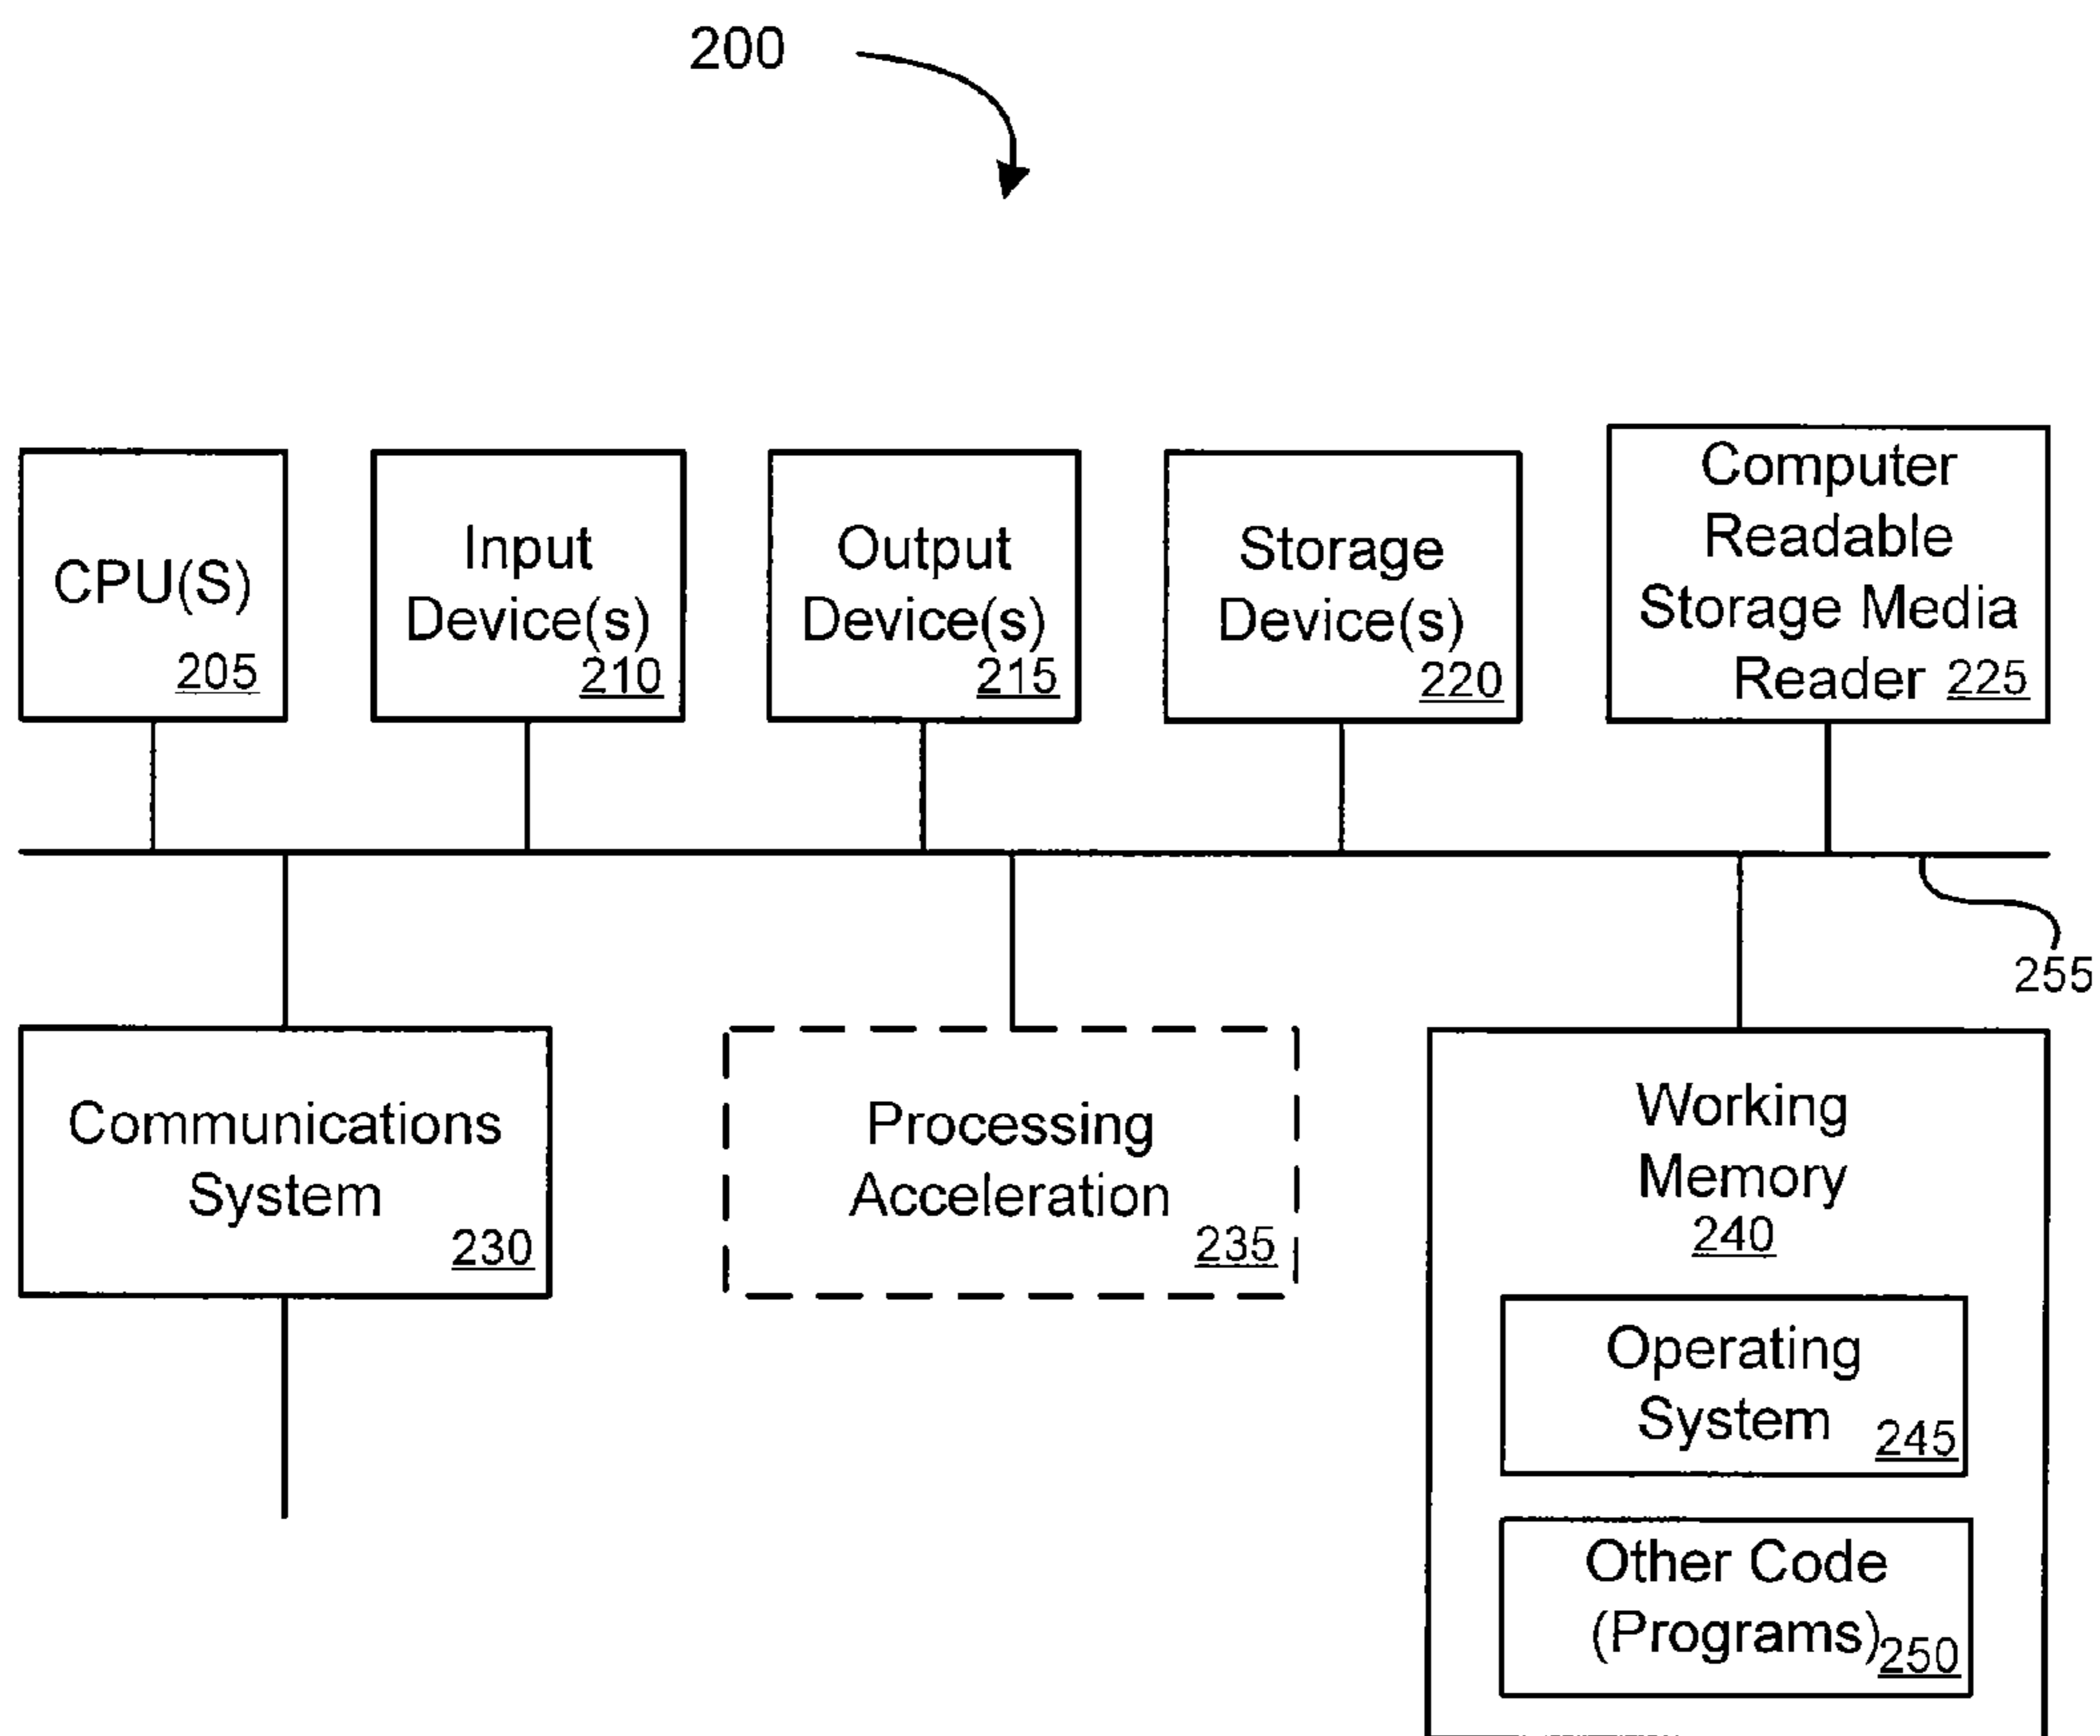 200
CPU(S)
205
Input
Device(s)
210
Output
Device(s)
215
Storage
Device(s)
220
Computer
Readable
Storage Media
Reader 225
255
Communications
System
230
Processing
Acceleration
235
Working
Memory
240
Operating
System
245
Other Code
(Programs)
250